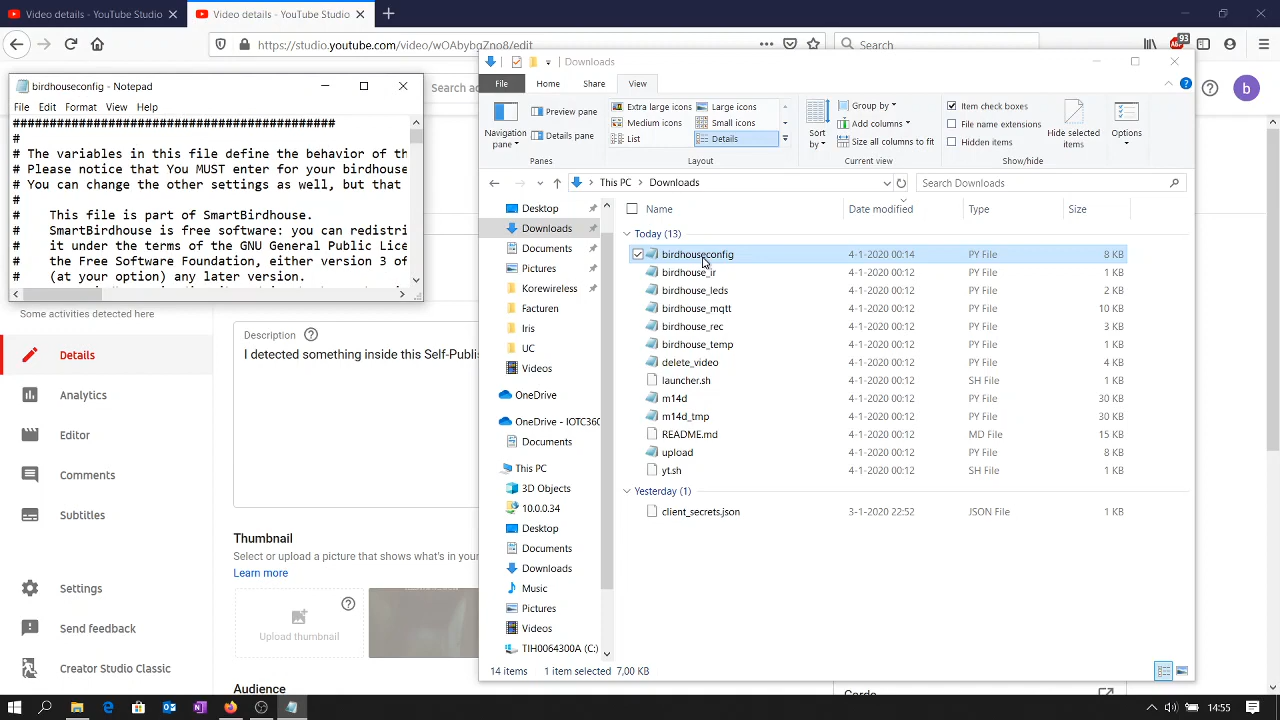 Video details - YouTube Studio
Video details - YouTube Studio
https://studio.youtube.com/video/wOAbybgZno8/edit
Search
93
Search
b
birdhouseconfig - Notepad
File Edit Format View Help
############################################
#
# The variables in this file define the behavior of th
# Please notice that You MUST enter for your birdhouse
# You can change the other settings as well, but that
#
# This file is part of SmartBirdhouse.
# SmartBirdhouse is free software: you can redistri
# it under the terms of the GNU General Public Lice
# the Free Software Foundation, either version 3 of
# (at your option) any later version.
Some activities detected here
Details
Analytics
Editor
Comments
Subtitles
Settings
Send feedback
Creator Studio Classic
Description
I detected something inside this Self-Publis
Thumbnail
Select or upload a picture that shows what's in your
Learn more
Upload thumbnail
Audience
Downloads
File Home Share View
Navigation pane
Preview pane
Details pane
Panes
Extra large icons Large icons
Medium icons Small icons
List Details
Layout
Sort by
Group by
Add columns
Size all columns to fit
Current view
Item check boxes
File name extensions
Hidden items
Hide selected items
Show/hide
Options
This PC > Downloads
Search Downloads
Desktop
Downloads
Documents
Pictures
Korewireless
Facturen
Iris
UC
Videos
OneDrive
OneDrive - IOTC360
Documents
This PC
3D Objects
10.0.0.34
Desktop
Documents
Downloads
Music
Pictures
Videos
TIH0064300A (C:)
Name Date modified Type Size
Today (13)
birdhouseconfig 4-1-2020 00:14 PY File 8 KB
birdhouse_ir 4-1-2020 00:12 PY File 1 KB
birdhouse_leds 4-1-2020 00:12 PY File 2 KB
birdhouse_mqtt 4-1-2020 00:12 PY File 10 KB
birdhouse_rec 4-1-2020 00:12 PY File 3 KB
birdhouse_temp 4-1-2020 00:12 PY File 1 KB
delete_video 4-1-2020 00:12 PY File 4 KB
launcher.sh 4-1-2020 00:12 SH File 1 KB
m14d 4-1-2020 00:12 PY File 30 KB
m14d_tmp 4-1-2020 00:12 PY File 30 KB
README.md 4-1-2020 00:12 MD File 15 KB
upload 4-1-2020 00:12 PY File 8 KB
yt.sh 4-1-2020 00:12 SH File 1 KB
Yesterday (1)
client_secrets.json 3-1-2020 22:52 JSON File 1 KB
14 items 1 item selected 7,00 KB
14:55